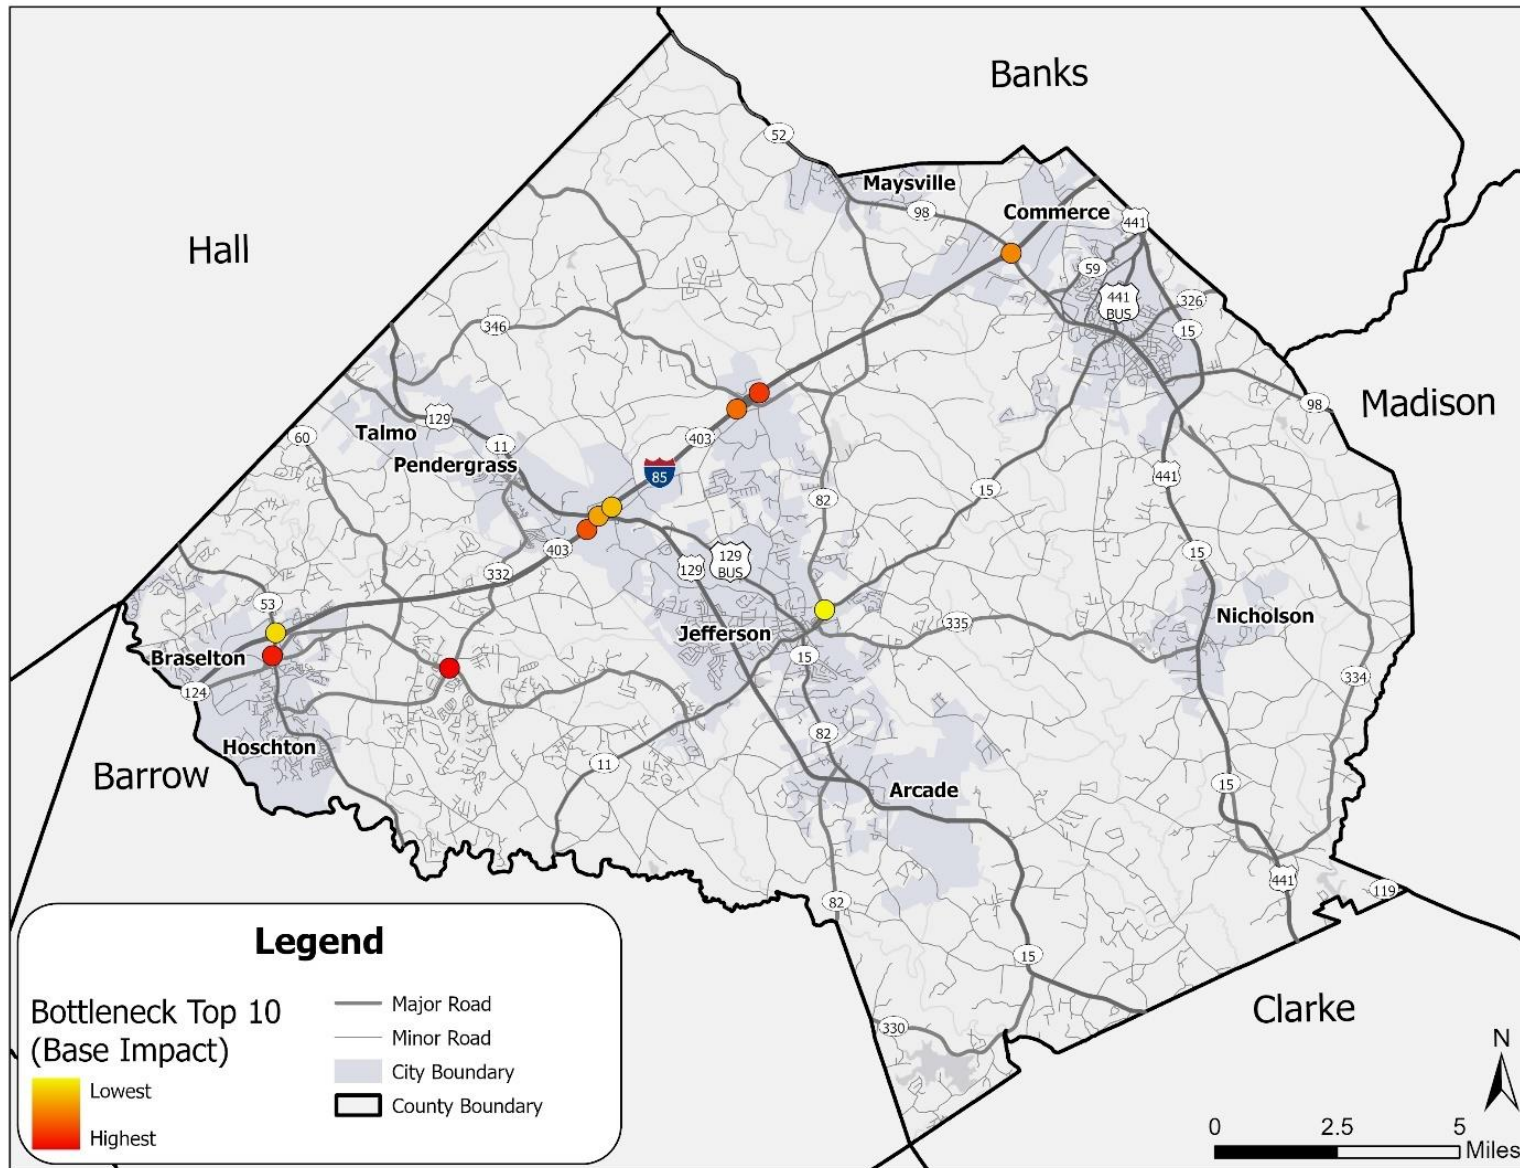 Banks
52
Maysville
98
Commerce
441
Hall
59
441
BUS
326
346
15
Madison
98
129
Talmo
60
11
403
Pendergrass
85
441
15
82
403
129
BUS
15
129
332
53
Nicholson
335
Jefferson
Braselton
15
124
334
82
Hoschton
11
Barrow
15
Arcade
441
119
82
15
Clarke
330
Legend
Bottleneck Top 10
(Base Impact)
Lowest
Highest
Major Road
Minor Road
City Boundary
County Boundary
N
0 2.5 5
Miles